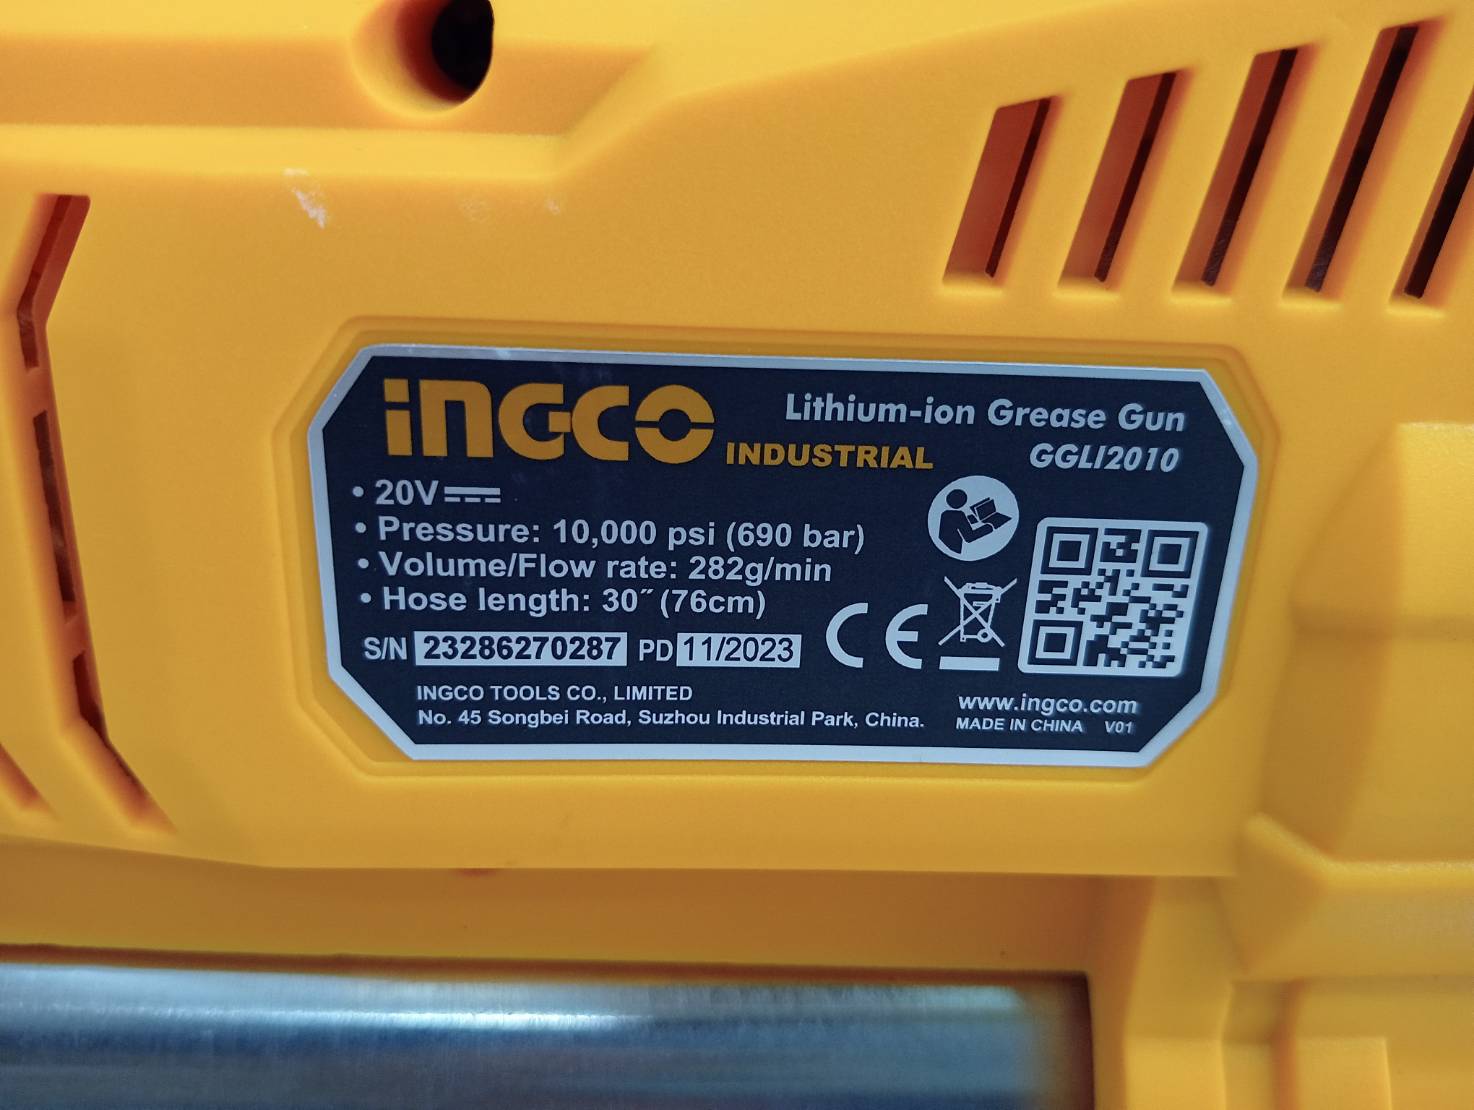 INGCO INDUSTRIAL
Lithium-ion Grease Gun
GGLI2010
• 20V
• Pressure: 10,000 psi (690 bar)
• Volume/Flow rate: 282g/min
• Hose length: 30″ (76cm)
S/N 23286270287 PD 11/2023
CE
INGCO TOOLS CO., LIMITED
No. 45 Songbei Road, Suzhou Industrial Park, China.
www.ingco.com
MADE IN CHINA V01